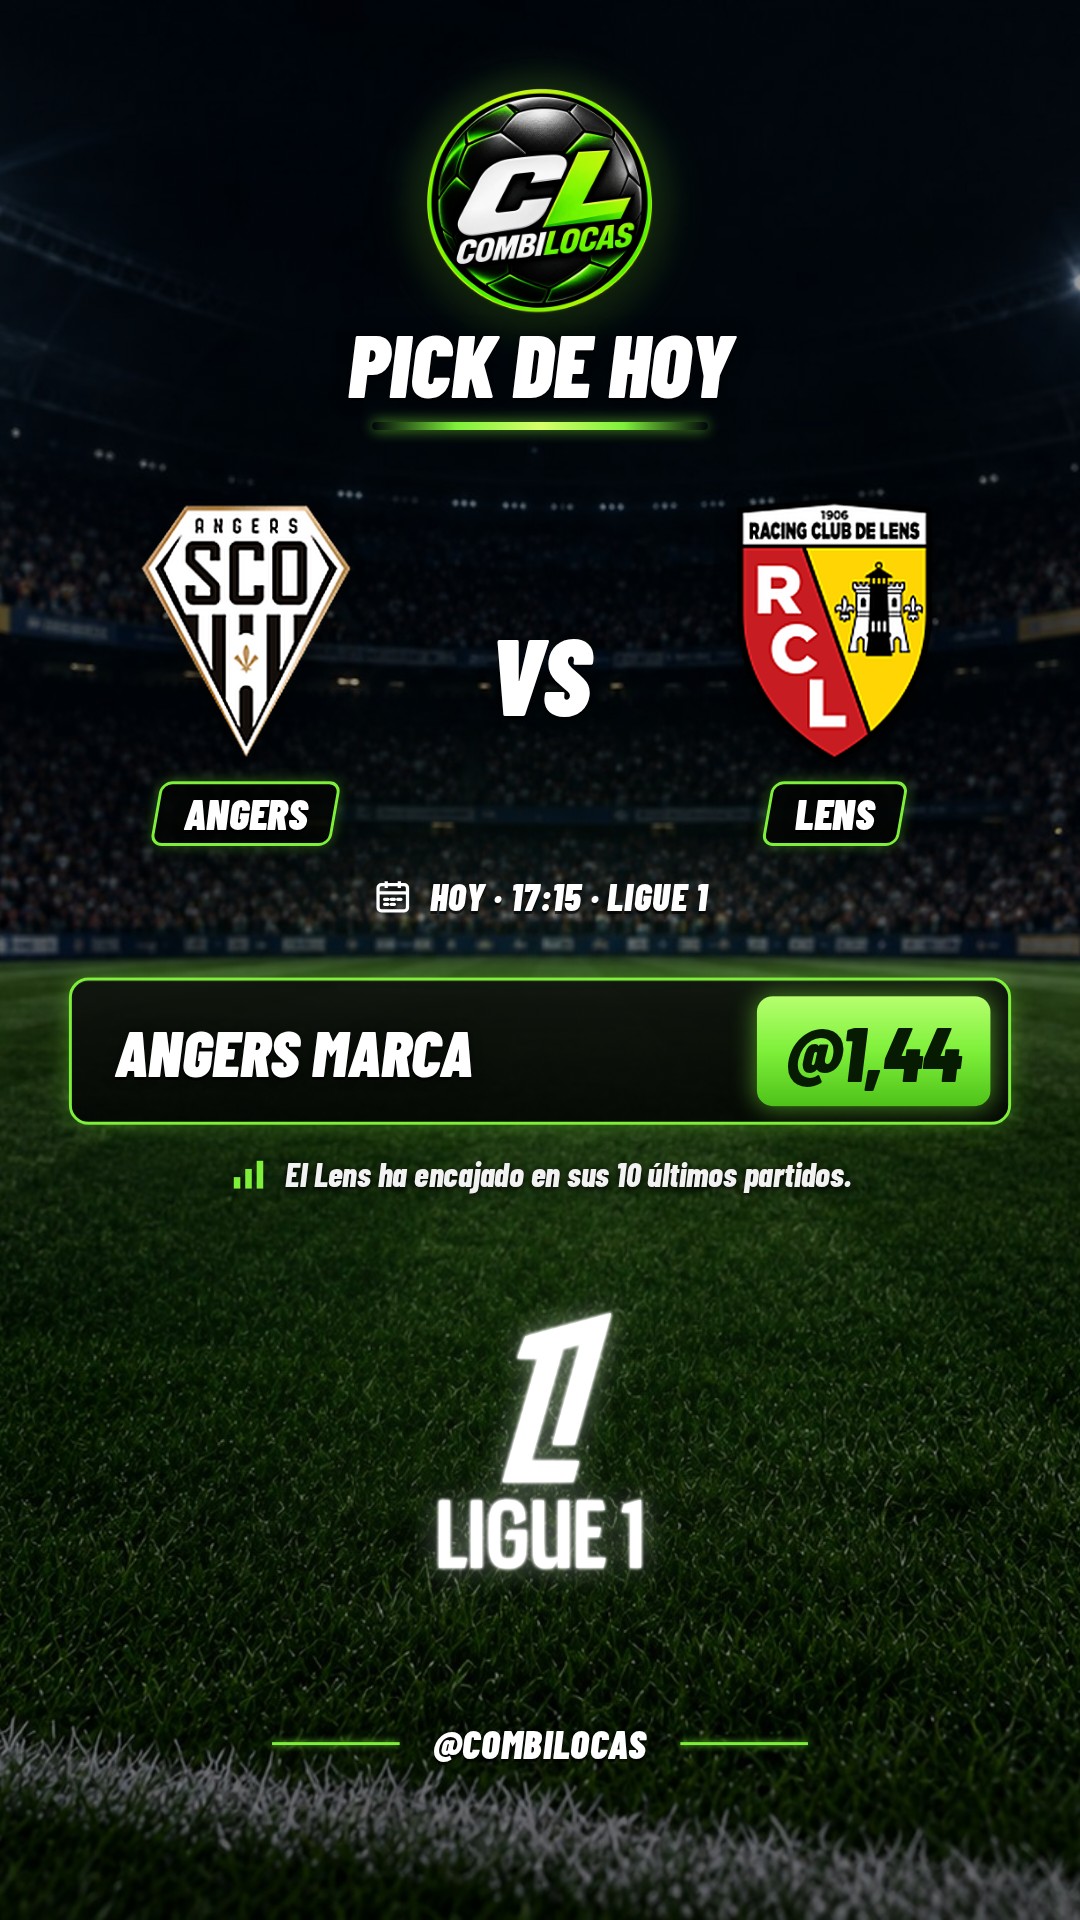 CL
COMBILOCAS
PICK DE HOY
ANGERS
SCO
1906
RACING CLUB DE LENS
R
C
L
VS
ANGERS
LENS
HOY · 17:15 · LIGUE 1
ANGERS MARCA
@1,44
El Lens ha encajado en sus 10 últimos partidos.
LIGUE 1
@COMBILOCAS